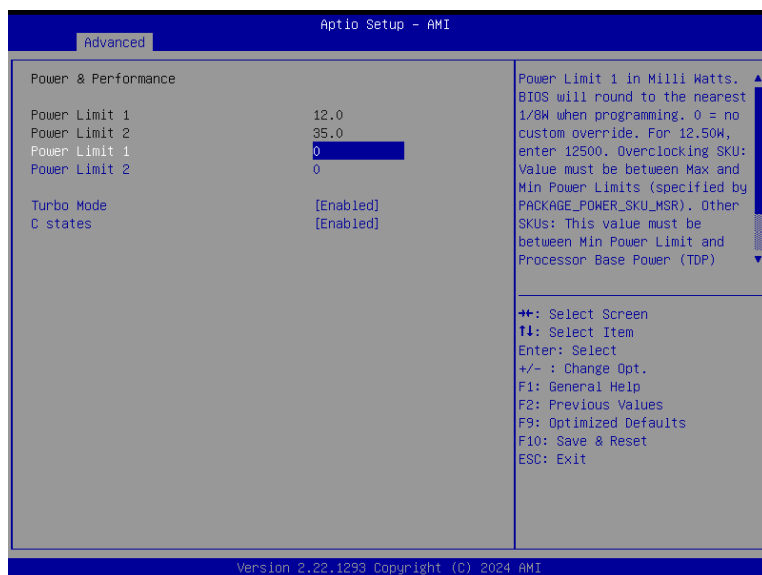 Aptio Setup - AMI
Advanced
Power & Performance
Power Limit 1 12.0
Power Limit 2 35.0
Power Limit 1 0
Power Limit 2 0
Turbo Mode [Enabled]
C states [Enabled]
Power Limit 1 in Milli Watts.
BIOS will round to the nearest
1/8W when programming. 0 = no
custom override. For 12.50W,
enter 12500. Overclocking SKU:
Value must be between Max and
Min Power Limits (specified by
PACKAGE_POWER_SKU_MSR). Other
SKUs: This value must be
between Min Power Limit and
Processor Base Power (TDP)
→←: Select Screen
↑↓: Select Item
Enter: Select
+/- : Change Opt.
F1: General Help
F2: Previous Values
F9: Optimized Defaults
F10: Save & Reset
ESC: Exit
Version 2.22.1293 Copyright (C) 2024 AMI